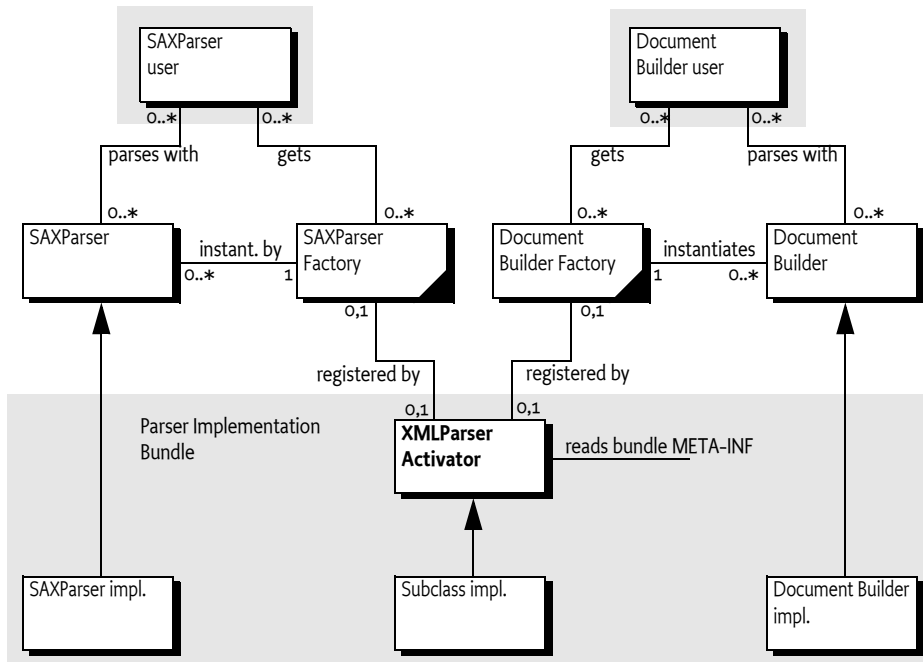 SAXParser
user
Document
Builder user
0..*
0..*
0..*
0..*
parses with
gets
gets
parses with
0..*
0..*
0..*
0..*
SAXParser
instant. by
SAXParser
Factory
Document
Builder Factory
instantiates
Document
Builder
0..*
1
1
0..*
0,1
0,1
registered by
registered by
0,1
0,1
Parser Implementation
Bundle
XMLParser
Activator
reads bundle META-INF
SAXParser impl.
Subclass impl.
Document Builder
impl.